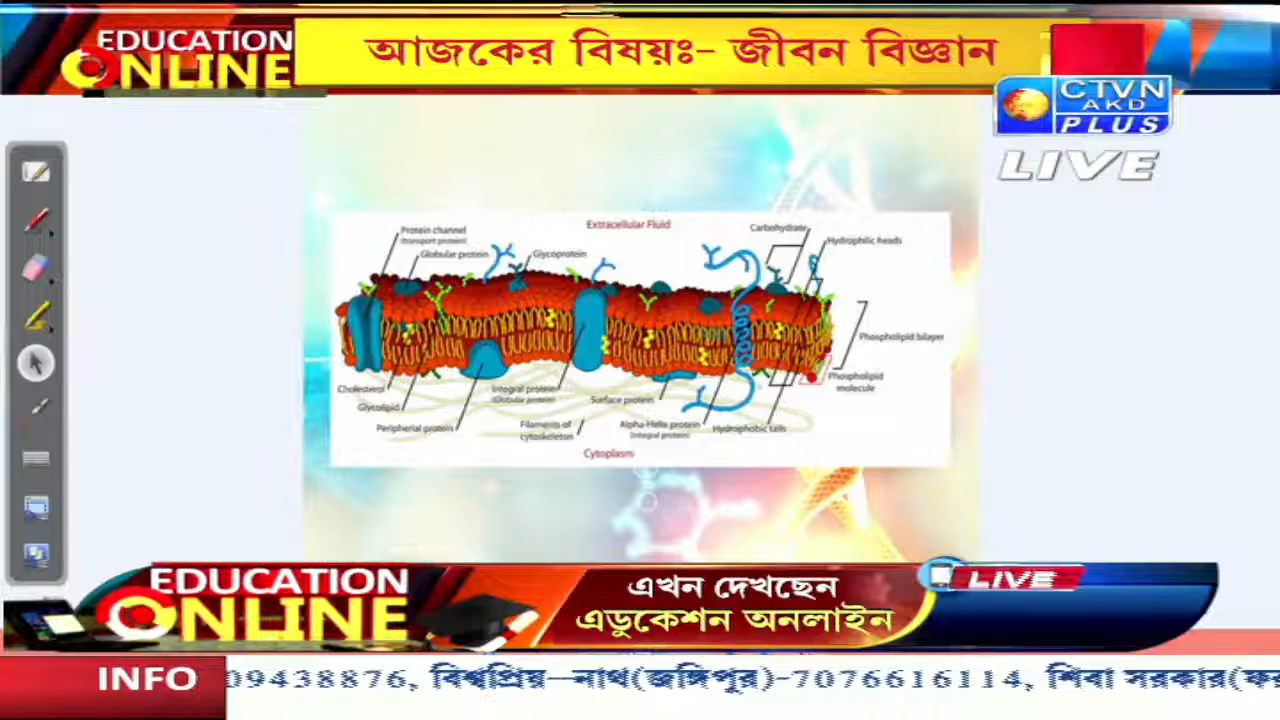 EDUCATION
ONLINE
আজকের বিষয়ঃ- জীবন বিজ্ঞান
CTVN
AKD
PLUS
LIVE
Extracellular Fluid
Protein channel
(transport protein)
Globular protein
Glycoprotein
Carbohydrate
Hydrophilic heads
Phospholipid bilayer
Phospholipid
molecule
Cholesterol
Glycolipid
Peripherial protein
Integral protein
(Globular protein)
Filaments of
cytoskeleton
Surface protein
Alpha-Helix protein
(Integral protein)
Hydrophobic tails
Cytoplasm
EDUCATION
ONLINE
এখন দেখছেন
এডুকেশন অনলাইন
LIVE
INFO
09438876, বিশ্বপ্রিয়-নাথ(জঙ্গিপুর)-7076616114, শিবা সরকার(ফর